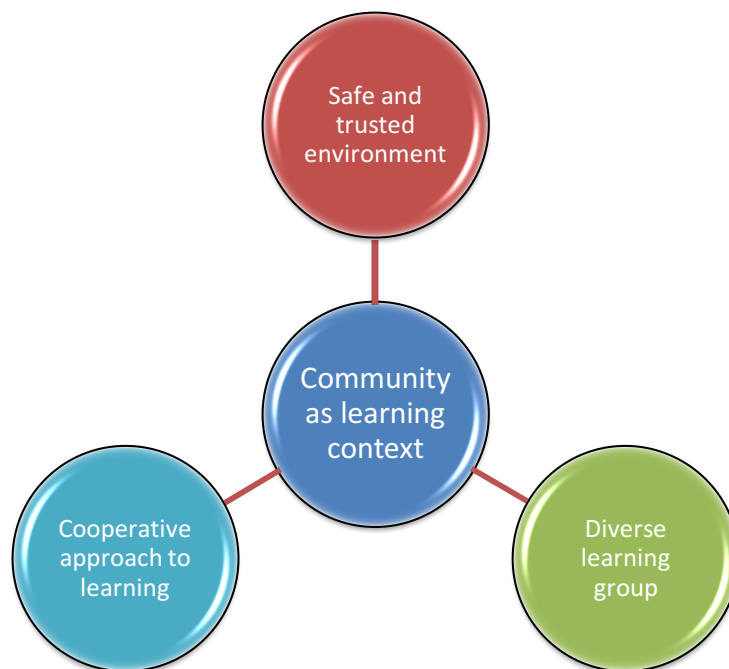 Safe and
trusted
environment
Community
as learning
context
Cooperative
approach to
learning
Diverse
learning
group